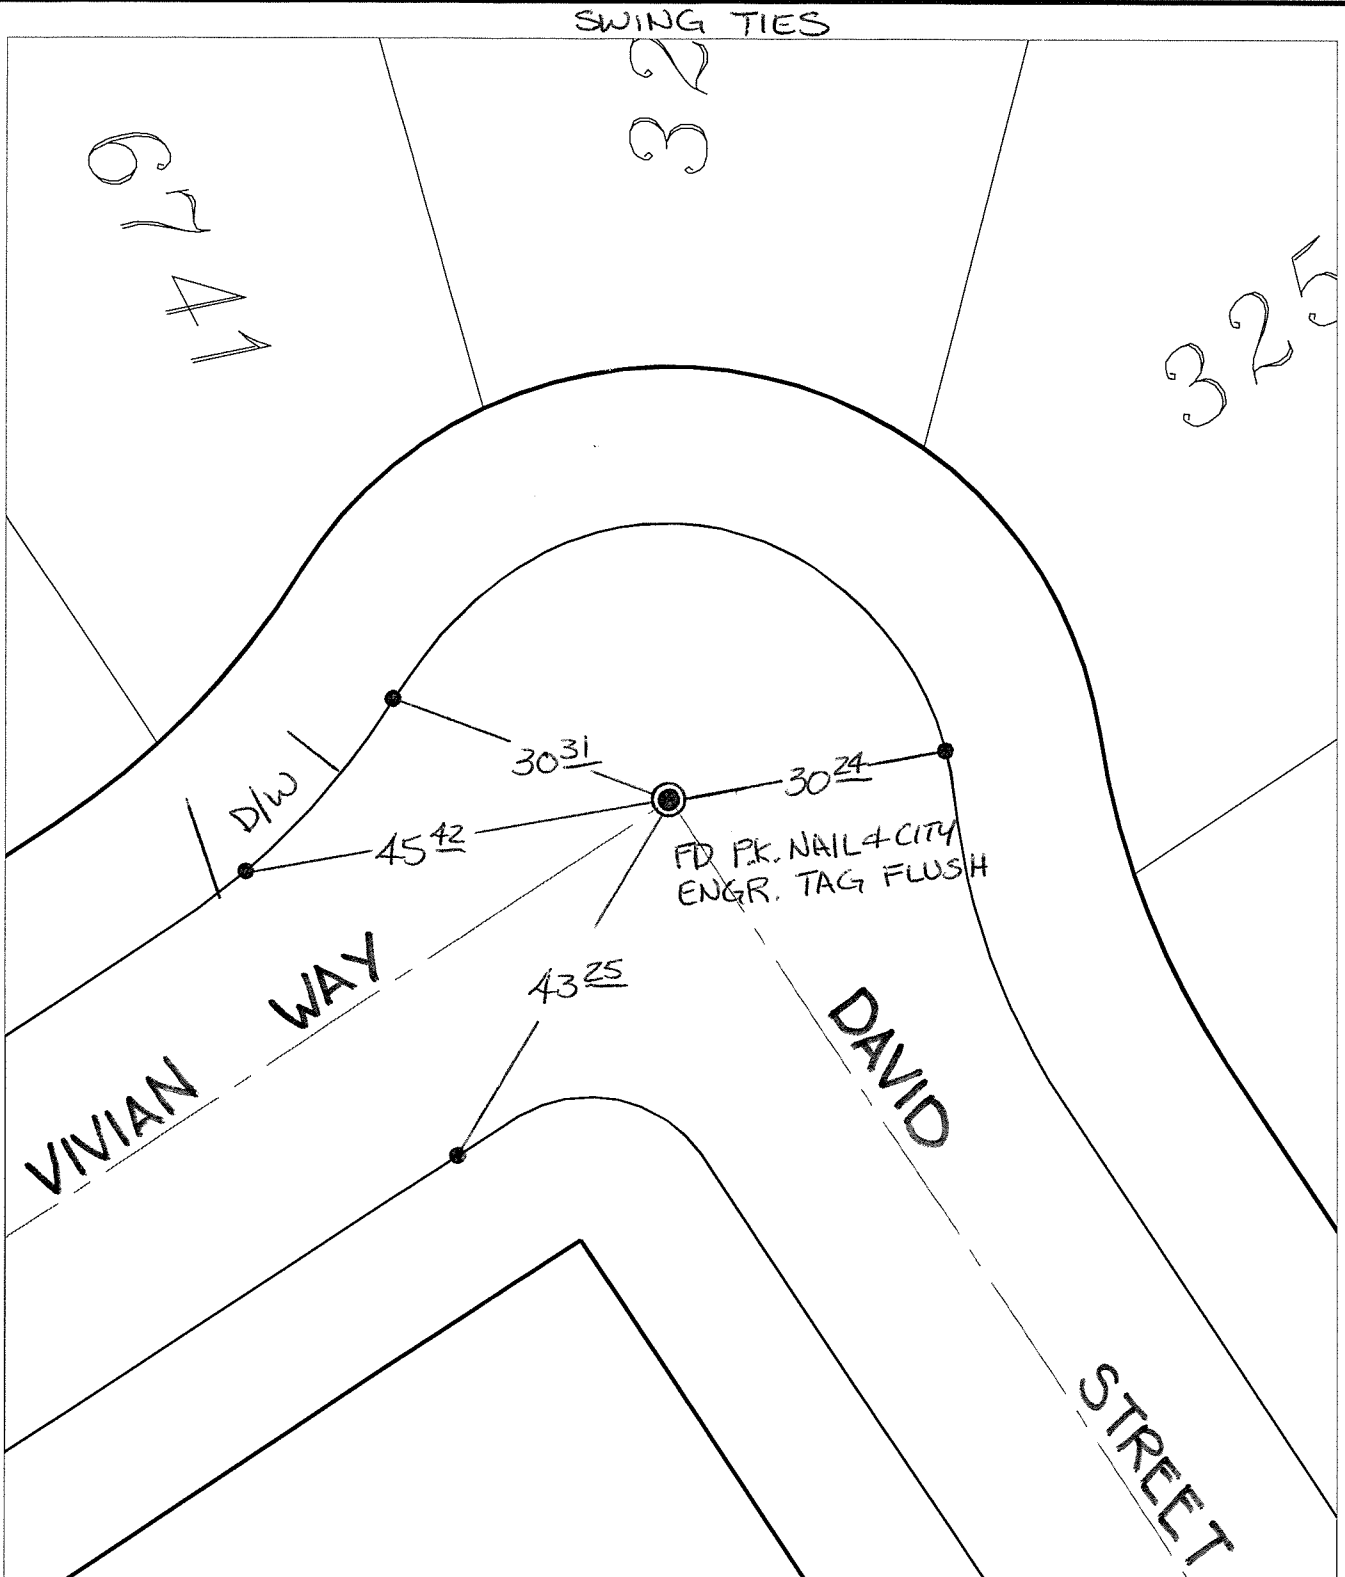 SWING TIES
32
6741
325
30 31
30 24
D/W
45 42
FD P.K. NAIL & CITY
ENGR. TAG FLUSH
43 25
VIVIAN WAY
DAVID STREET